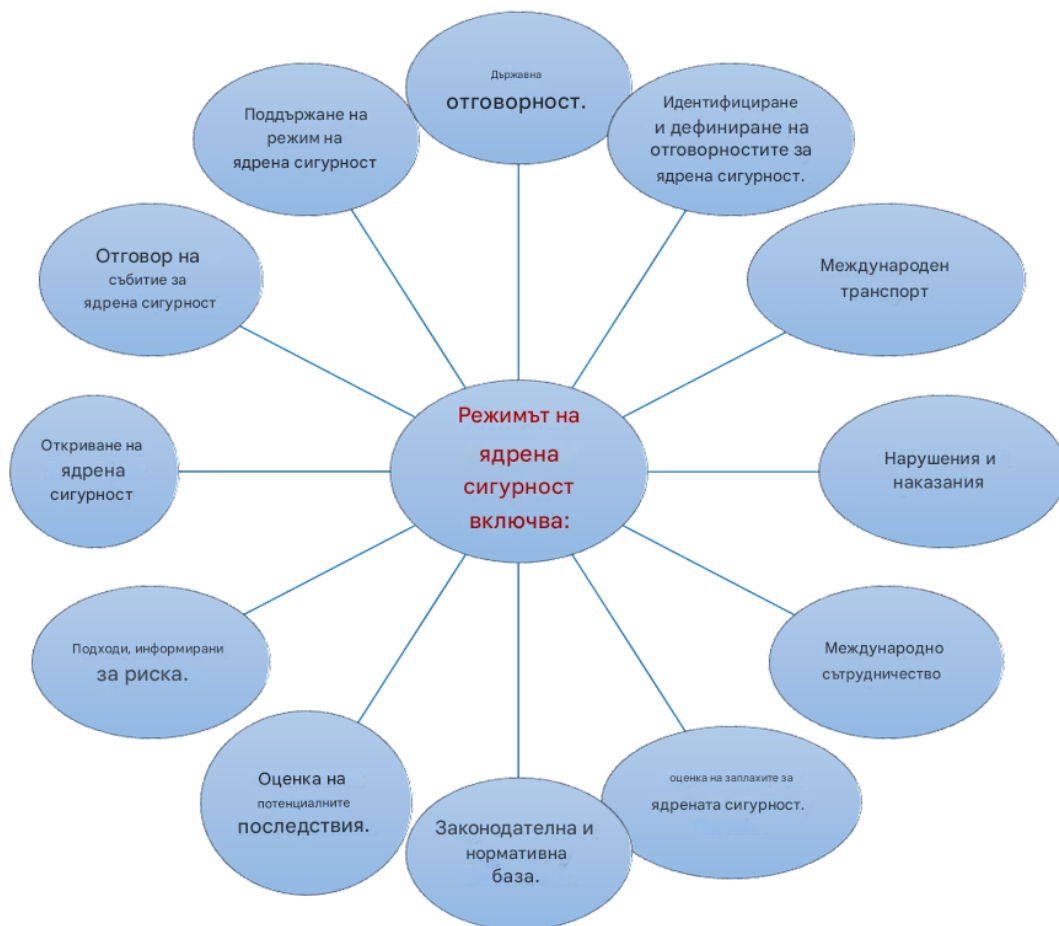 Държавна
отговорност.
Идентифициране
и дефиниране на
отговорностите за
ядрена сигурност.
Международен
транспорт
Нарушения и
наказания
Международно
сътрудничество
оценка на заплахите за
ядрената сигурност.
Законодателна и
нормативна
база.
Оценка на
потенциалните
последствия.
Подходи, информирани
за риска.
Откриване на
ядрена
сигурност
Отговор на
събитие за
ядрена сигурност
Поддържане на
режим на
ядрена сигурност
Режимът на
ядрена
сигурност
включва: